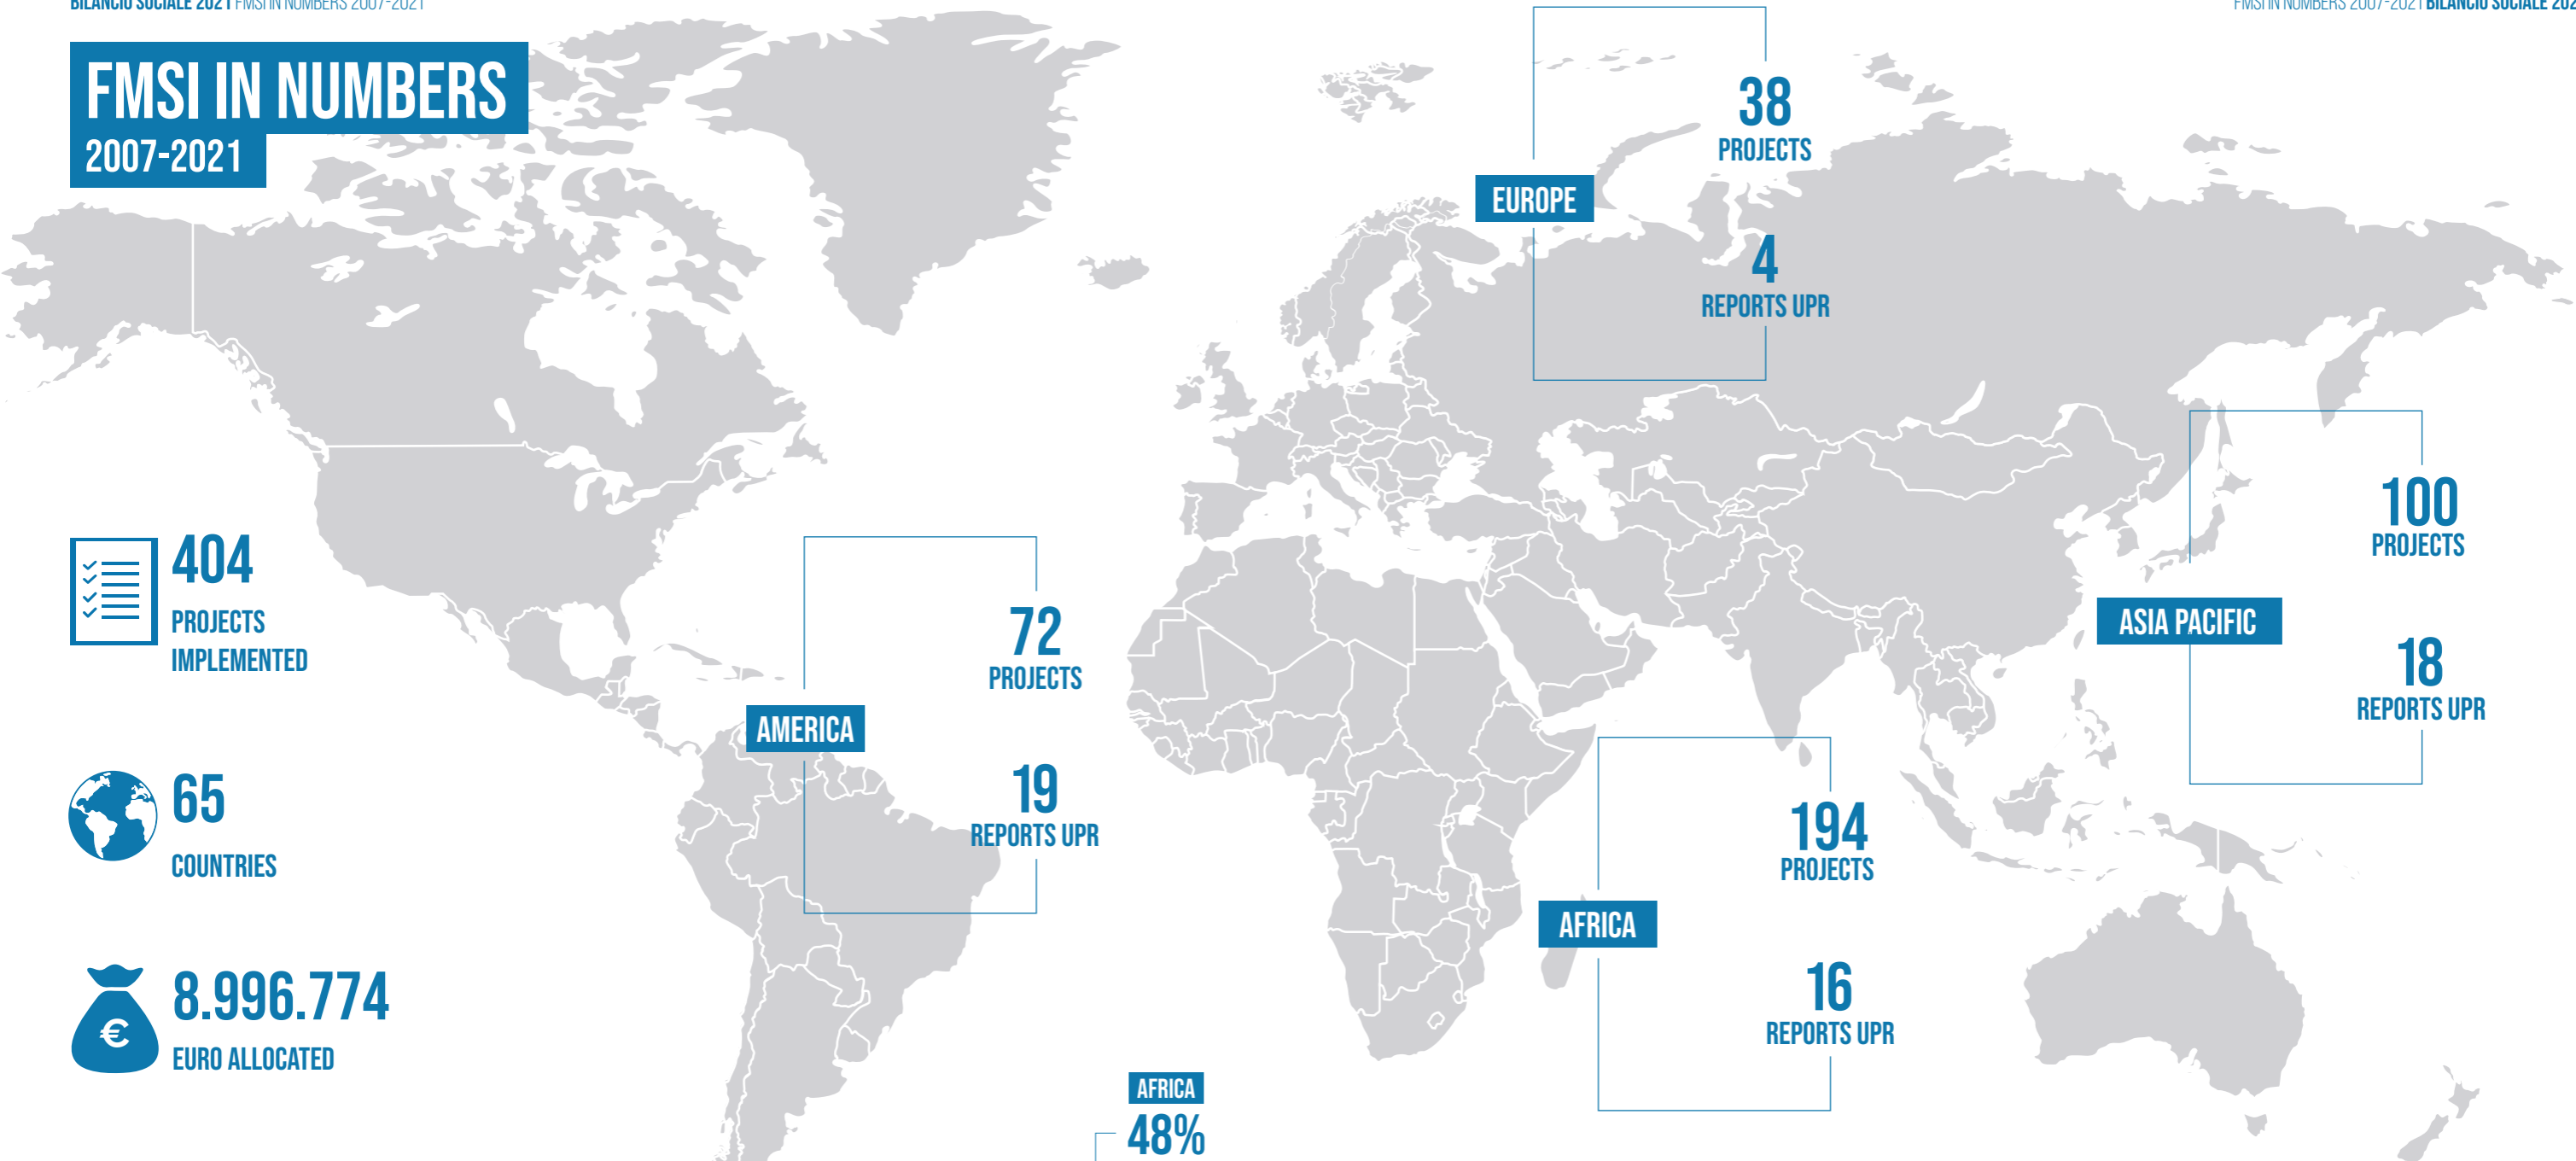 BILANCIO SOCIALE 2021 FMSI IN NUMBERS 2007-2021
FMSI IN NUMBERS 2007-2021 BILANCIO SOCIALE 202
FMSI IN NUMBERS
2007-2021
38
PROJECTS
EUROPE
4
REPORTS UPR
404
PROJECTS
IMPLEMENTED
65
COUNTRIES
8.996.774
EURO ALLOCATED
€
72
PROJECTS
AMERICA
19
REPORTS UPR
100
PROJECTS
ASIA PACIFIC
18
REPORTS UPR
194
PROJECTS
AFRICA
16
REPORTS UPR
AFRICA
48%